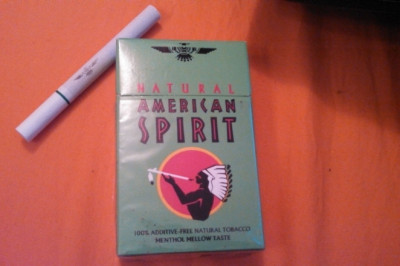 NATURAL
AMERICAN
SPIRIT
100% ADDITIVE-FREE NATURAL TOBACCO
MENTHOL MELLOW TASTE